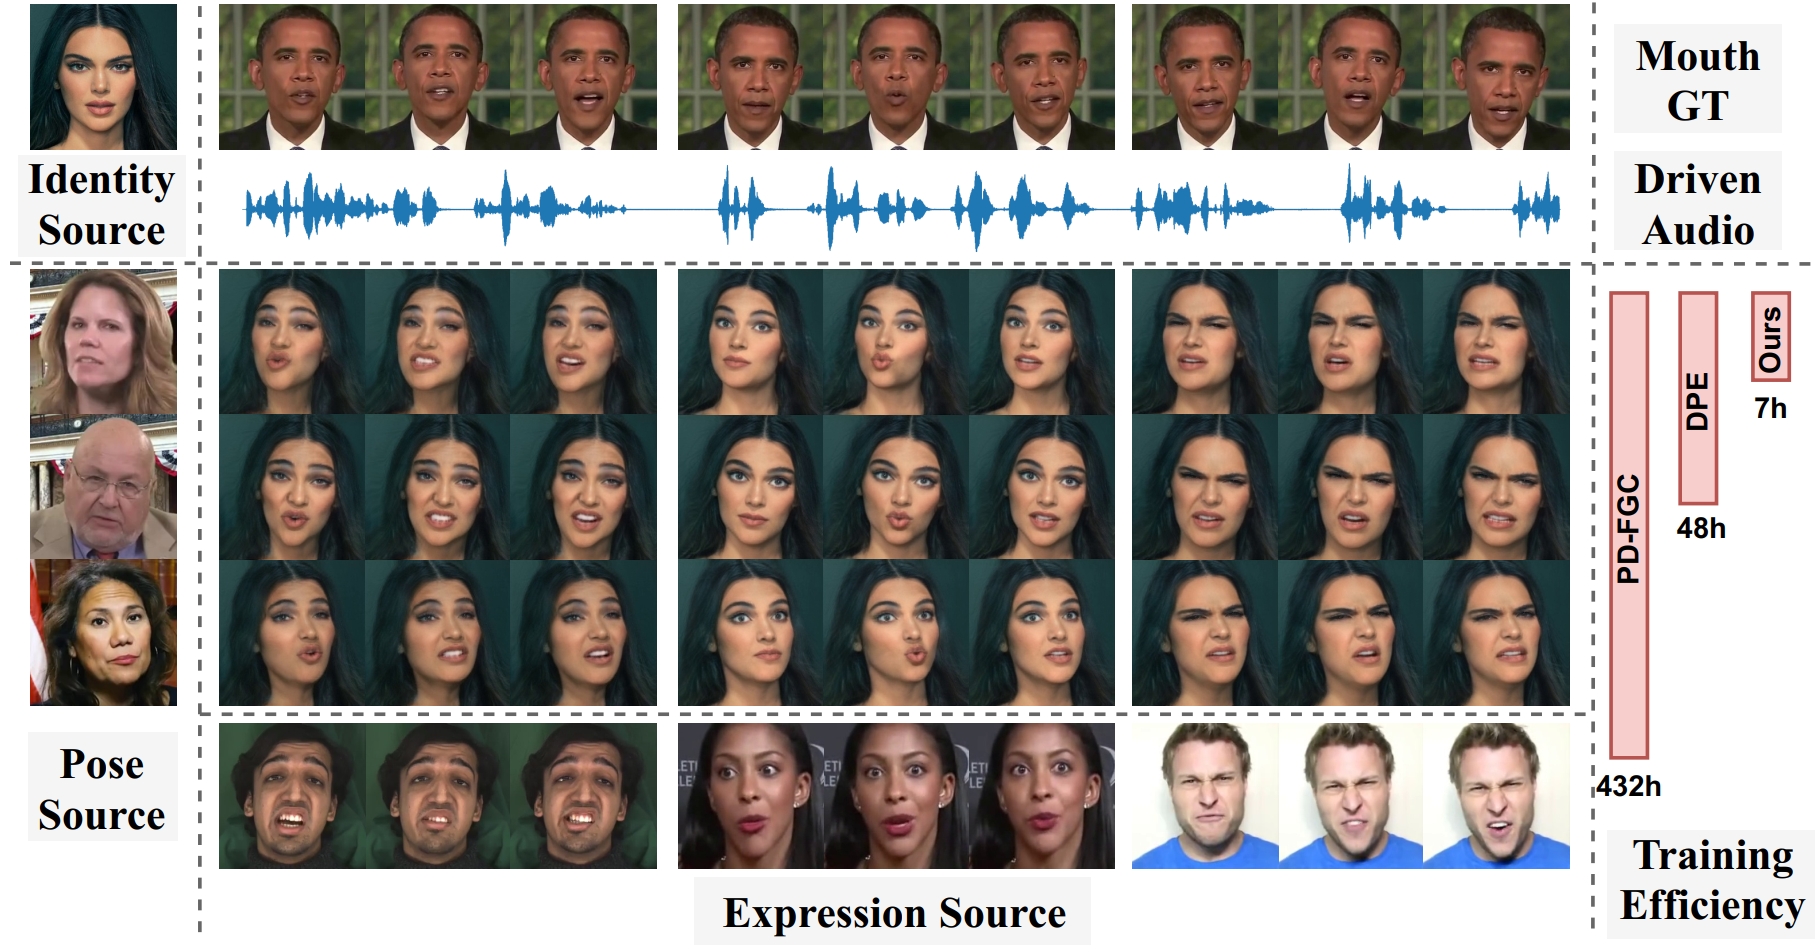 Identity
Source
Mouth
GT
Driven
Audio
PD-FGC
432h
DPE
48h
Ours
7h
Pose
Source
Expression Source
Training
Efficiency